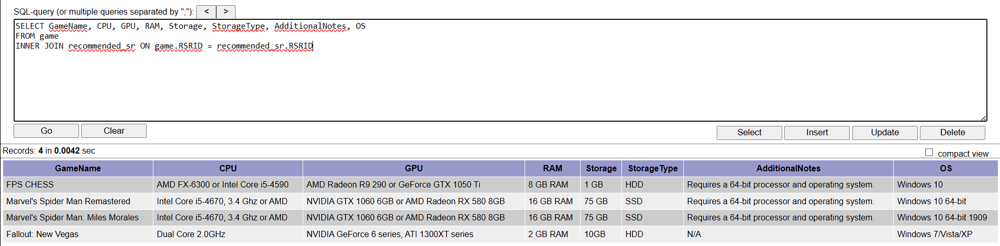 SQL-query (or multiple queries separated by ";"): < >
SELECT GameName, CPU, GPU, RAM, Storage, StorageType, AdditionalNotes, OS
FROM game
INNER JOIN recommended_sr ON game.RSRID = recommended_sr.RSRID
Go Clear Select Insert Update Delete
Records: 4 in 0.0042 sec compact view
GameName CPU GPU RAM Storage StorageType AdditionalNotes OS
FPS CHESS AMD FX-6300 or Intel Core i5-4590 AMD Radeon R9 290 or GeForce GTX 1050 Ti 8 GB RAM 1 GB HDD Requires a 64-bit processor and operating system. Windows 10
Marvel's Spider Man Remastered Intel Core i5-4670, 3.4 Ghz or AMD NVIDIA GTX 1060 6GB or AMD Radeon RX 580 8GB 16 GB RAM 75 GB SSD Requires a 64-bit processor and operating system. Windows 10 64-bit
Marvel's Spider Man: Miles Morales Intel Core i5-4670, 3.4 Ghz or AMD NVIDIA GTX 1060 6GB or AMD Radeon RX 580 8GB 16 GB RAM 75 GB SSD Requires a 64-bit processor and operating system. Windows 10 64-bit 1909
Fallout: New Vegas Dual Core 2.0GHz NVIDIA GeForce 6 series, ATI 1300XT series 2 GB RAM 10GB HDD N/A Windows 7/Vista/XP